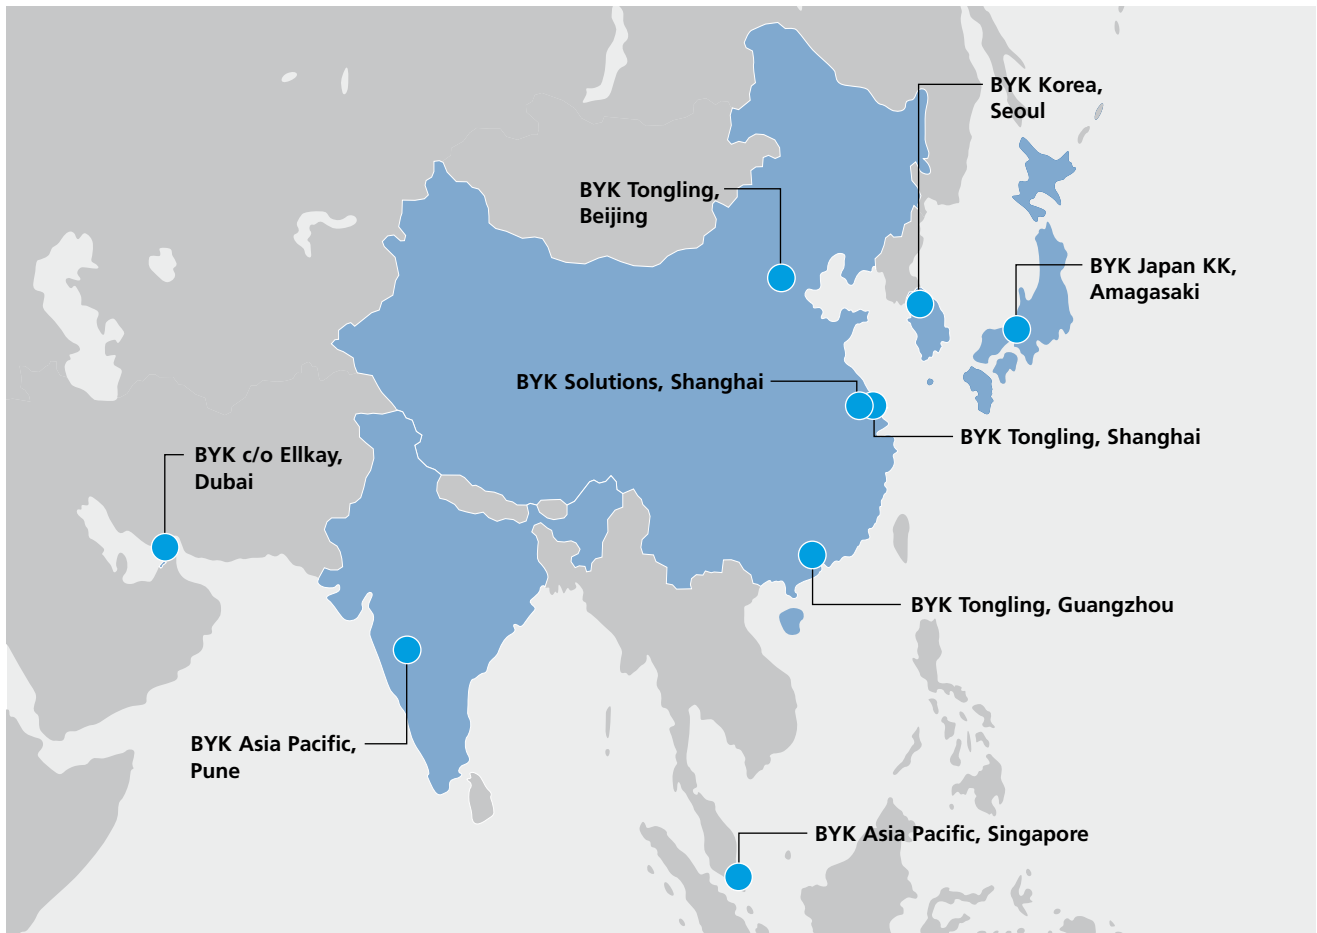 BYK Korea,
Seoul
BYK Tongling,
Beijing
BYK Japan KK,
Amagasaki
BYK Solutions, Shanghai
BYK Tongling, Shanghai
BYK c/o Ellkay,
Dubai
BYK Tongling, Guangzhou
BYK Asia Pacific,
Pune
BYK Asia Pacific, Singapore